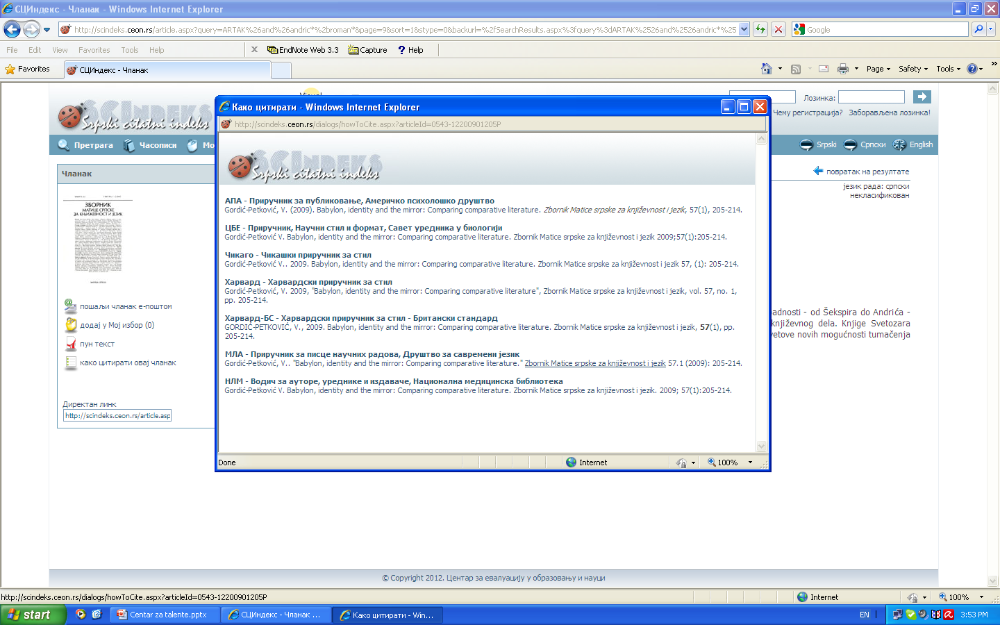 СЦИндекс - Чланак - Windows Internet Explorer
http://scindeks.ceon.rs/article.aspx?query=ARTAK%26and%26andric*%2broman*&page=9&sort=1&stype=0&backurl=%2fSearchResults.aspx%3fquery%3dARTAK%2526and%2526andric*%25
Google
File Edit View Favorites Tools Help
EndNote Web 3.3 Capture Help
Favorites
СЦИндекс - Чланак
Page Safety Tools
SCIndeks
Srpski citatni indeks
Лозинка:
Чему регистрација? Заборављена лозинка!
Претрага Часописи Мо
Srpski Српски English
Чланак
повратак на резултате
језик рада: српски
некласификован
ЗБОРНИК
МАТИЦЕ СРПСКЕ
ЗА КЊИЖЕВНОСТ И ЈЕЗИК
пошаљи чланак е-поштом
додај у Мој избор (0)
пун текст
како цитирати овај чланак
Директан линк
http://scindeks.ceon.rs/article.asp
adnosti - od Šekspira do Andrića -
književnog dela. Knjige Svetozara
svetove novih mogućnosti tumačenja
Како цитирати - Windows Internet Explorer
http://scindeks.ceon.rs/dialogs/howToCite.aspx?articleId=0543-12200901205P
SCIndeks
Srpski citatni indeks
АПА - Приручник за публиковање, Америчко психолошко друштво
Gordić-Petković, V. (2009). Babylon, identity and the mirror: Comparing comparative literature. Zbornik Matice srpske za književnost i jezik, 57(1), 205-214.
ЦБЕ - Приручник, Научни стил и формат, Савет уредника у биологији
Gordić-Petković V. Babylon, identity and the mirror: Comparing comparative literature. Zbornik Matice srpske za književnost i jezik 2009;57(1):205-214.
Чикаго - Чикашки приручник за стил
Gordić-Petković V.. 2009. Babylon, identity and the mirror: Comparing comparative literature. Zbornik Matice srpske za književnost i jezik 57, (1): 205-214.
Харвард - Харвардски приручник за стил
Gordić-Petković, V. 2009, "Babylon, identity and the mirror: Comparing comparative literature", Zbornik Matice srpske za književnost i jezik, vol. 57, no. 1,
pp. 205-214.
Харвард-БС - Харвардски приручник за стил - Британски стандард
GORDIĆ-PETKOVIĆ, V., 2009. Babylon, identity and the mirror: Comparing comparative literature. Zbornik Matice srpske za književnost i jezik, 57(1), pp.
205-214.
МЛА - Приручник за писце научних радова, Друштво за савремени језик
Gordić-Petković, V.. "Babylon, identity and the mirror: Comparing comparative literature." Zbornik Matice srpske za književnost i jezik 57.1 (2009): 205-214.
НЛМ - Водич за ауторе, уреднике и издаваче, Национална медицинска библиотека
Gordić-Petković V. Babylon, identity and the mirror: Comparing comparative literature. Zbornik Matice srpske za književnost i jezik. 2009; 57(1):205-214.
Done Internet 100%
© Copyright 2012. Центар за евалуацију у образовању и науци
http://scindeks.ceon.rs/dialogs/howToCite.aspx?articleId=0543-12200901205P Internet 100%
start Centar za talente.pptx СЦИндекс - Чланак ... Како цитирати - Win... EN 3:53 PM